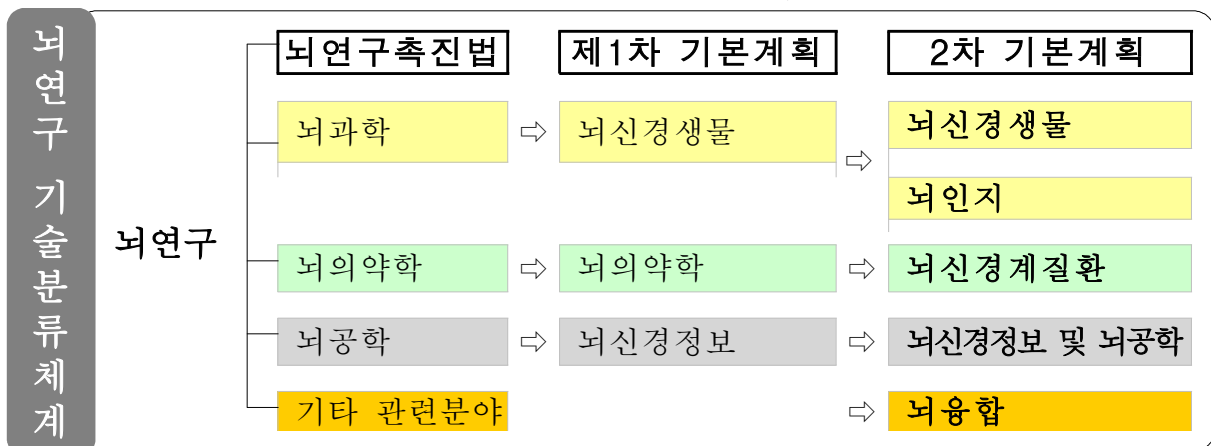 뇌연구 기술분류체계
뇌연구
뇌연구촉진법 제1차 기본계획 2차 기본계획
뇌과학 ⇨ 뇌신경생물 ⇨ 뇌신경생물
뇌인지
뇌의약학 ⇨ 뇌의약학 ⇨ 뇌신경계질환
뇌공학 ⇨ 뇌신경정보 ⇨ 뇌신경정보 및 뇌공학
기타 관련분야 ⇨ 뇌융합